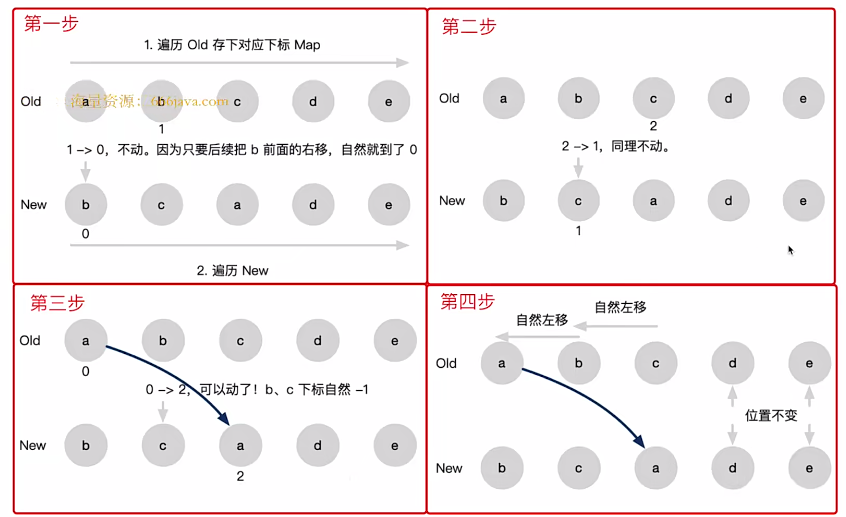 第一步
1. 遍历 Old 存下对应下标 Map
Old a b c d e
海量资源：666java.com
1
1 –> 0，不动。因为只要后续把 b 前面的右移，自然就到了 0
New b c a d e
0
2. 遍历 New
第二步
Old a b c d e
2
2 –> 1，同理不动。
New b c a d e
1
第三步
Old a b c d e
0
0 –> 2，可以动了！b、c 下标自然 –1
New b c a d e
2
第四步
自然左移 自然左移
Old a b c d e
位置不变
New b c a d e